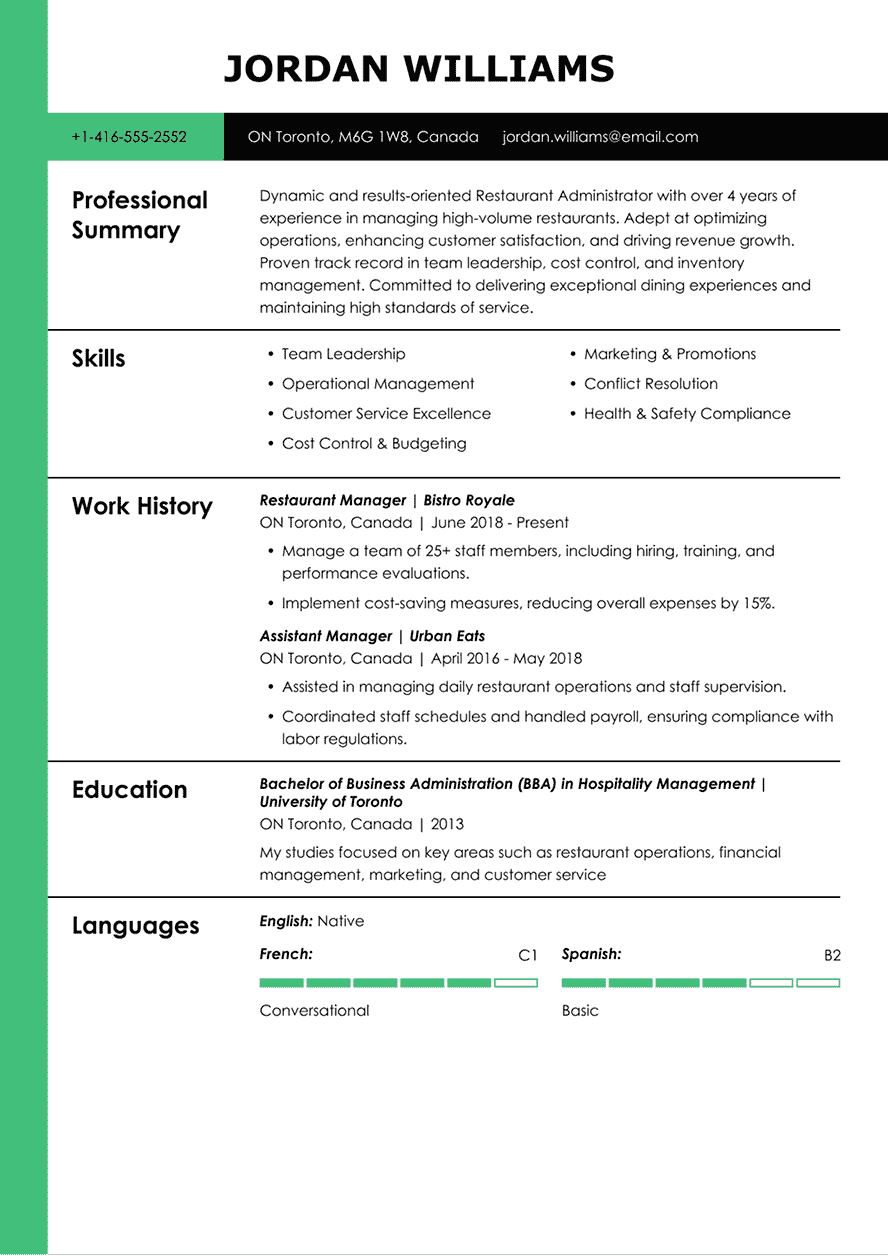 JORDAN WILLIAMS
+1-416-555-2552 ON Toronto, M6G 1W8, Canada jordan.williams@email.com
Professional
Summary
Dynamic and results-oriented Restaurant Administrator with over 4 years of
experience in managing high-volume restaurants. Adept at optimizing
operations, enhancing customer satisfaction, and driving revenue growth.
Proven track record in team leadership, cost control, and inventory
management. Committed to delivering exceptional dining experiences and
maintaining high standards of service.
Skills
• Team Leadership
• Operational Management
• Customer Service Excellence
• Cost Control & Budgeting
• Marketing & Promotions
• Conflict Resolution
• Health & Safety Compliance
Work History
Restaurant Manager | Bistro Royale
ON Toronto, Canada | June 2018 - Present
• Manage a team of 25+ staff members, including hiring, training, and
performance evaluations.
• Implement cost-saving measures, reducing overall expenses by 15%.
Assistant Manager | Urban Eats
ON Toronto, Canada | April 2016 - May 2018
• Assisted in managing daily restaurant operations and staff supervision.
• Coordinated staff schedules and handled payroll, ensuring compliance with
labor regulations.
Education
Bachelor of Business Administration (BBA) in Hospitality Management |
University of Toronto
ON Toronto, Canada | 2013
My studies focused on key areas such as restaurant operations, financial
management, marketing, and customer service
Languages
English: Native
French: C1
Conversational
Spanish: B2
Basic